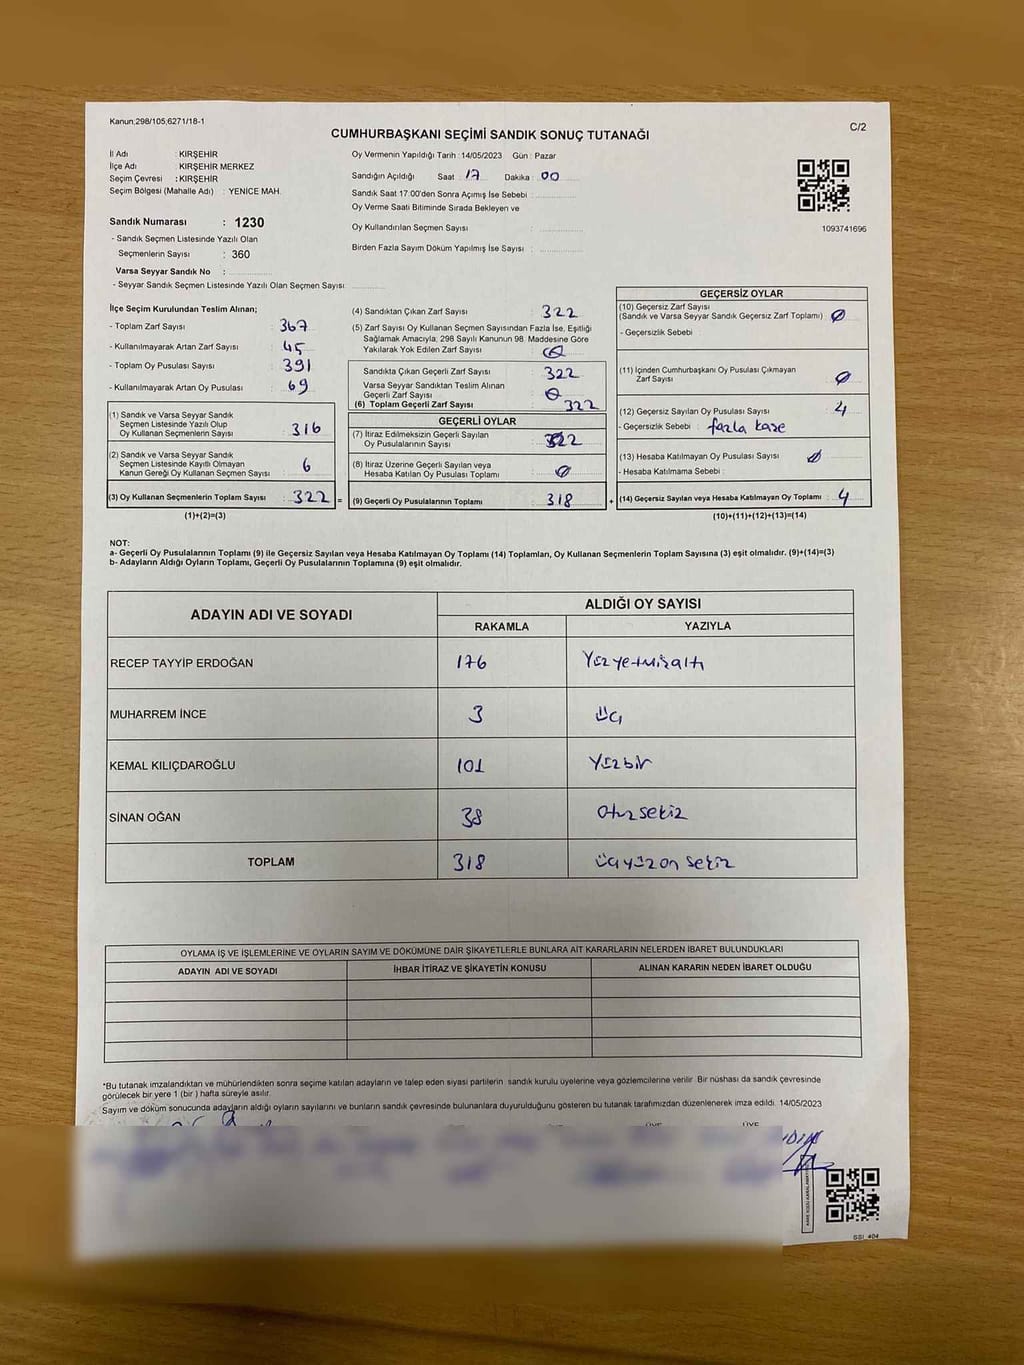 Kanun;298/105;6271/18-1
CUMHURBAŞKANI SEÇİMİ SANDIK SONUÇ TUTANAĞI
C/2
İl Adı : KIRŞEHİR
İlçe Adı : KIRŞEHİR MERKEZ
Seçim Çevresi : KIRŞEHİR
Seçim Bölgesi (Mahalle Adı) : YENİCE MAH.
Oy Vermenin Yapıldığı Tarih : 14/05/2023 Gün : Pazar
Sandığın Açıldığı Saat : 17 Dakika : 00
Sandık Saat 17:00'den Sonra Açımış İse Sebebi :
Oy Verme Saati Bitiminde Sırada Bekleyen ve
Oy Kullandırılan Seçmen Sayısı :
Birden Fazla Sayım Döküm Yapılmış İse Sayısı :
1093741696
Sandık Numarası : 1230
- Sandık Seçmen Listesinde Yazılı Olan
Seçmenlerin Sayısı : 360
Varsa Seyyar Sandık No :
- Seyyar Sandık Seçmen Listesinde Yazılı Olan Seçmen Sayısı :
İlçe Seçim Kurulundan Teslim Alınan;
- Toplam Zarf Sayısı : 367
- Kullanılmayarak Artan Zarf Sayısı : 45
- Toplam Oy Pusulası Sayısı : 391
- Kullanılmayarak Artan Oy Pusulası : 69
(1) Sandık ve Varsa Seyyar Sandık
Seçmen Listesinde Yazılı Olup
Oy Kullanan Seçmenlerin Sayısı : 316
(2) Sandık ve Varsa Seyyar Sandık
Seçmen Listesinde Kayıtlı Olmayan
Kanun Gereği Oy Kullanan Seçmen Sayısı : 6
(3) Oy Kullanan Seçmenlerin Toplam Sayısı : 322 =
(1)+(2)=(3)
(4) Sandıktan Çıkan Zarf Sayısı : 322
(5) Zarf Sayısı Oy Kullanan Seçmen Sayısından Fazla İse, Eşitliği
Sağlamak Amacıyla, 298 Sayılı Kanunun 98. Maddesine Göre
Yakılarak Yok Edilen Zarf Sayısı : 0
Sandıkta Çıkan Geçerli Zarf Sayısı : 322
Varsa Seyyar Sandıktan Teslim Alınan
Geçerli Zarf Sayısı : 0
(6) Toplam Geçerli Zarf Sayısı : 322
GEÇERLİ OYLAR
(7) İtiraz Edilmeksizin Geçerli Sayılan
Oy Pusulalarının Sayısı : 322
(8) İtiraz Üzerine Geçerli Sayılan veya
Hesaba Katılan Oy Pusulası Toplamı : 0
(9) Geçerli Oy Pusulalarının Toplamı : 318 +
GEÇERSİZ OYLAR
(10) Geçersiz Zarf Sayısı
(Sandık ve Varsa Seyyar Sandık Geçersiz Zarf Toplamı) : 0
- Geçersizlik Sebebi :
(11) İçinden Cumhurbaşkanı Oy Pusulası Çıkmayan
Zarf Sayısı : 0
(12) Geçersiz Sayılan Oy Pusulası Sayısı : 4
- Geçersizlik Sebebi : fazla kase
(13) Hesaba Katılmayan Oy Pusulası Sayısı : 0
- Hesaba Katılmama Sebebi :
(14) Geçersiz Sayılan veya Hesaba Katılmayan Oy Toplamı : 4
(10)+(11)+(12)+(13)=(14)
NOT:
a- Geçerli Oy Pusulalarının Toplamı (9) ile Geçersiz Sayılan veya Hesaba Katılmayan Oy Toplamı (14) Toplamları, Oy Kullanan Seçmenlerin Toplam Sayısına (3) eşit olmalıdır. (9)+(14)=(3)
b- Adayların Aldığı Oyların Toplamı, Geçerli Oy Pusulalarının Toplamına (9) eşit olmalıdır.
ADAYIN ADI VE SOYADI
ALDIĞI OY SAYISI
RAKAMLA YAZIYLA
RECEP TAYYİP ERDOĞAN 176 Yüzyetmişaltı
MUHARREM İNCE 3 üç
KEMAL KILIÇDAROĞLU 101 Yüzbir
SİNAN OĞAN 38 Otuzsekiz
TOPLAM 318 üçyüzon sekiz
OYLAMA İŞ VE İŞLEMLERİNE VE OYLARIN SAYIM VE DÖKÜMÜNE DAİR ŞİKAYETLERLE BUNLARA AİT KARARLARIN NELERDEN İBARET BULUNDUKLARI
ADAYIN ADI VE SOYADI İHBAR İTİRAZ VE ŞİKAYETİN KONUSU ALINAN KARARIN NEDEN İBARET OLDUĞU
*Bu tutanak imzalandıktan ve mühürlendikten sonra seçime katılan adayların ve talep eden siyasi partilerin sandık kurulu üyelerine veya gözlemcilerine verilir. Bir nüshası da sandık çevresinde
görülecek bir yere 1 (bir ) hafta süreyle asılır.
Sayım ve döküm sonucunda adayların aldığı oyların sayılarını ve bunların sandık çevresinde bulunanlara duyurulduğunu gösteren bu tutanak tarafımızdan düzenlenerek imza edildi. 14/05/2023
ÜYE ÜYE
SSI_404